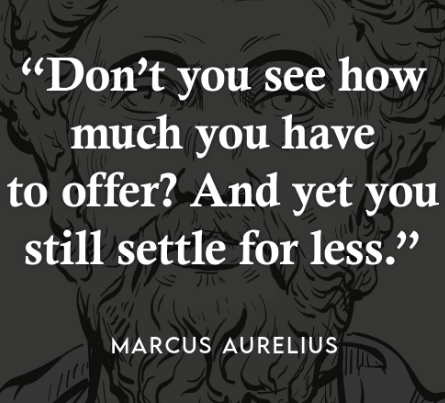 “Don’t you see how
much you have
to offer? And yet you
still settle for less.”
MARCUS AURELIUS